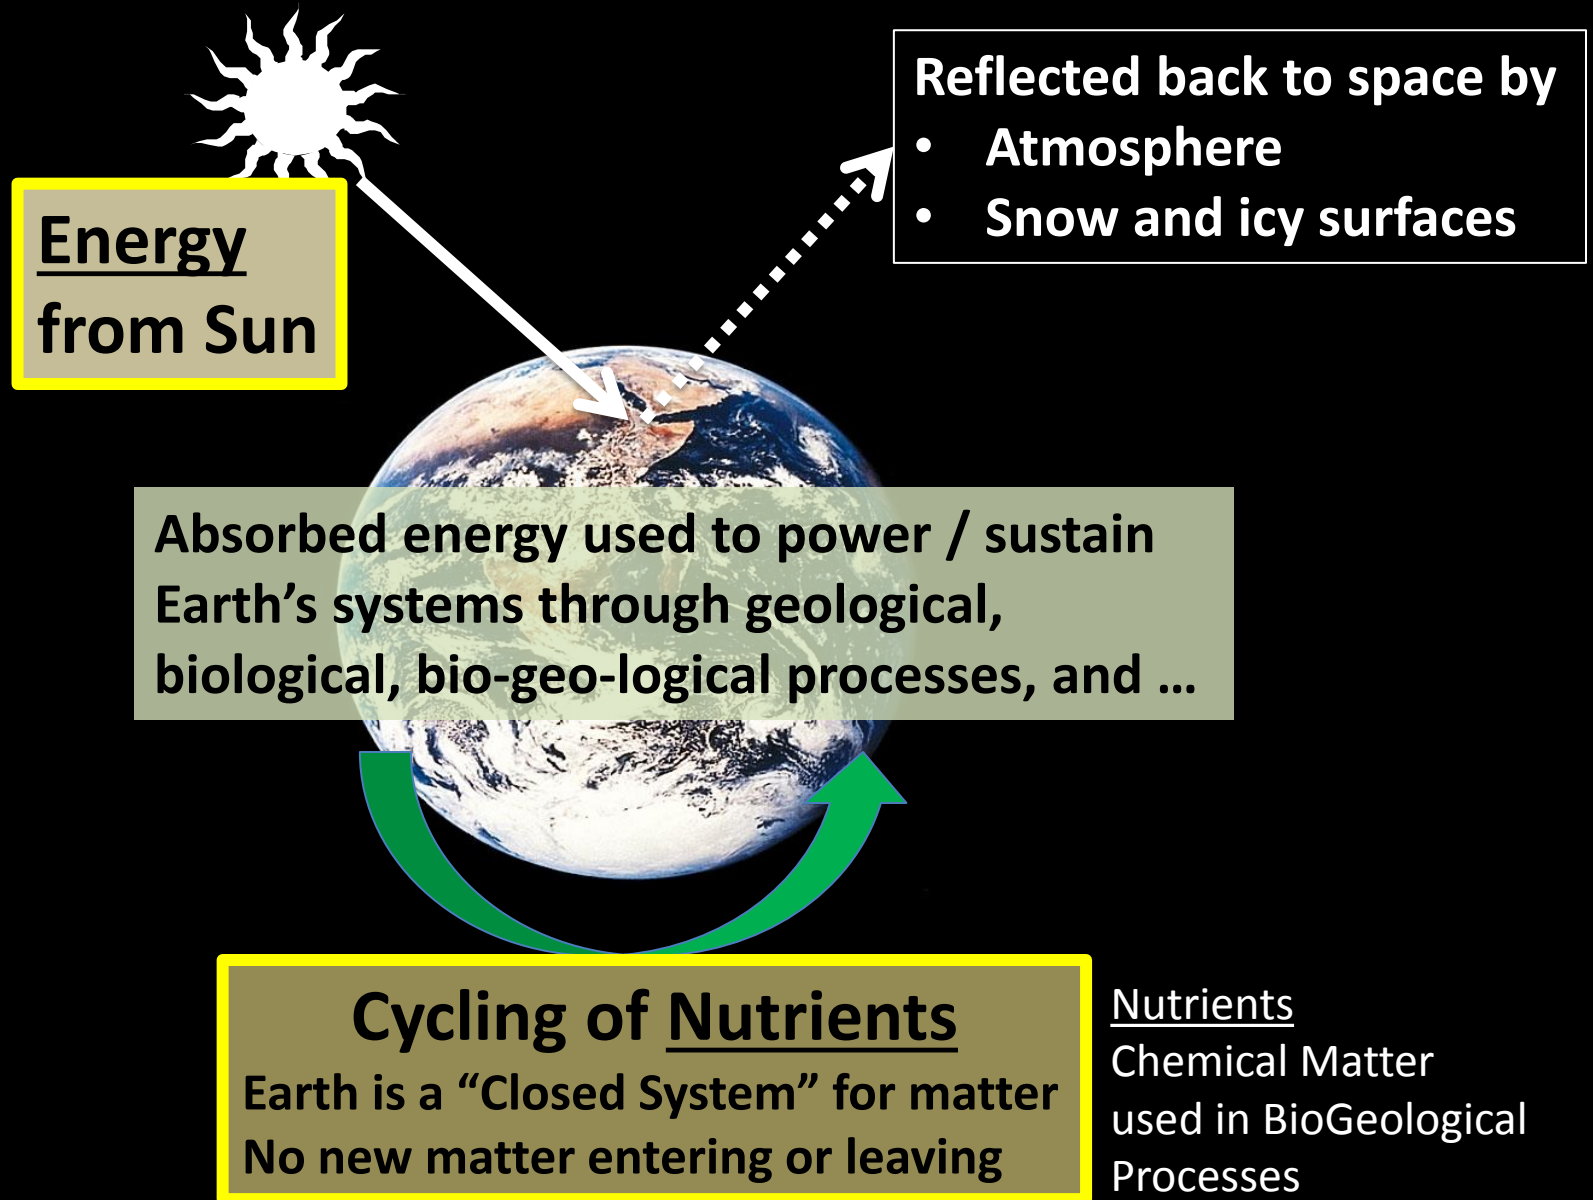 Energy
from Sun
Reflected back to space by
• Atmosphere
• Snow and icy surfaces
Absorbed energy used to power / sustain
Earth’s systems through geological,
biological, bio-geo-logical processes, and …
Cycling of Nutrients
Earth is a “Closed System” for matter
No new matter entering or leaving
Nutrients
Chemical Matter
used in BioGeological
Processes